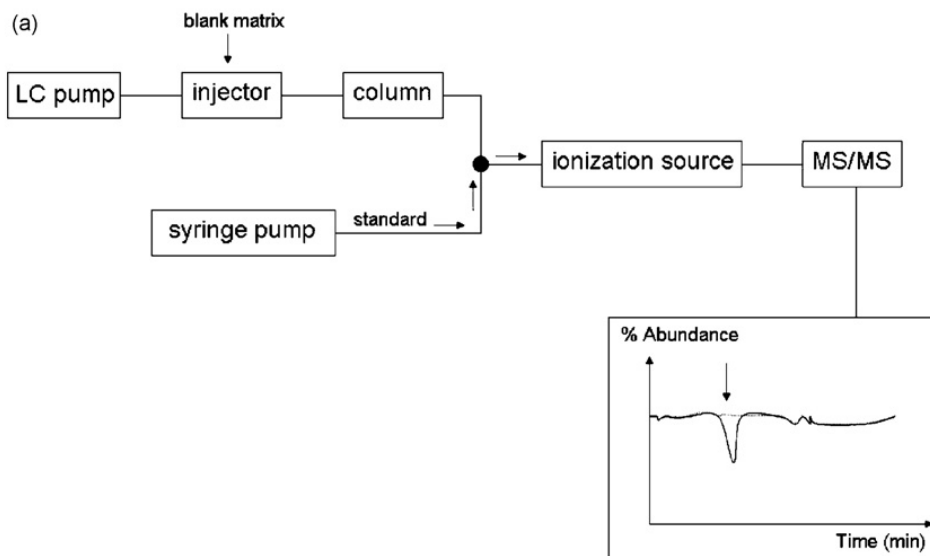 (a)
blank matrix
LC pump
injector
column
ionization source
MS/MS
standard
syringe pump
% Abundance
Time (min)